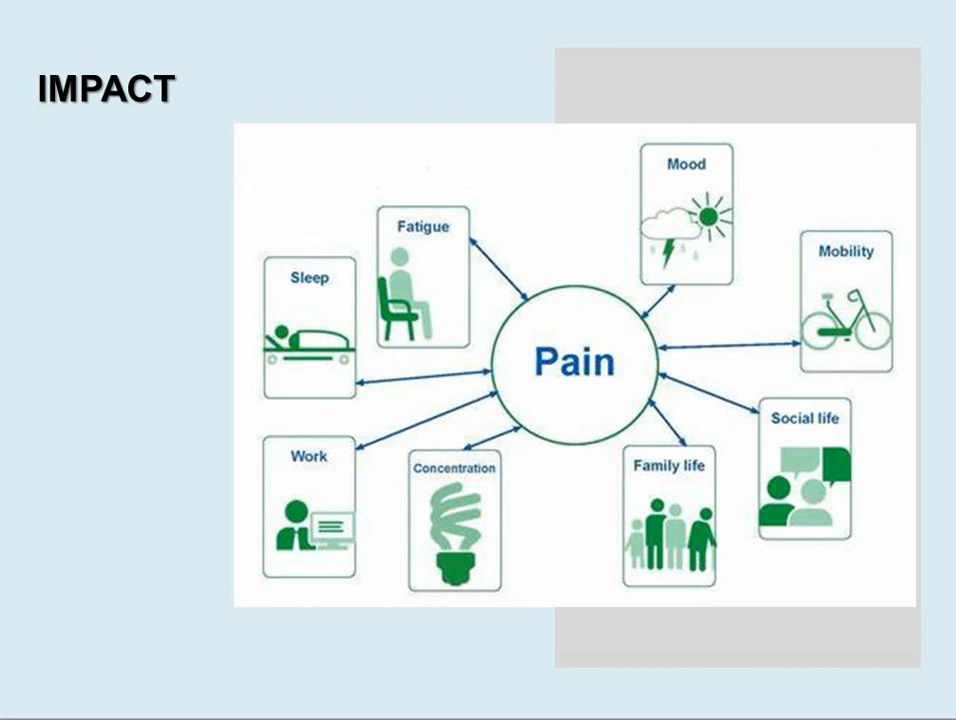 IMPACT
Mood
Fatigue
Mobility
Sleep
Pain
Social life
Work
Concentration
Family life